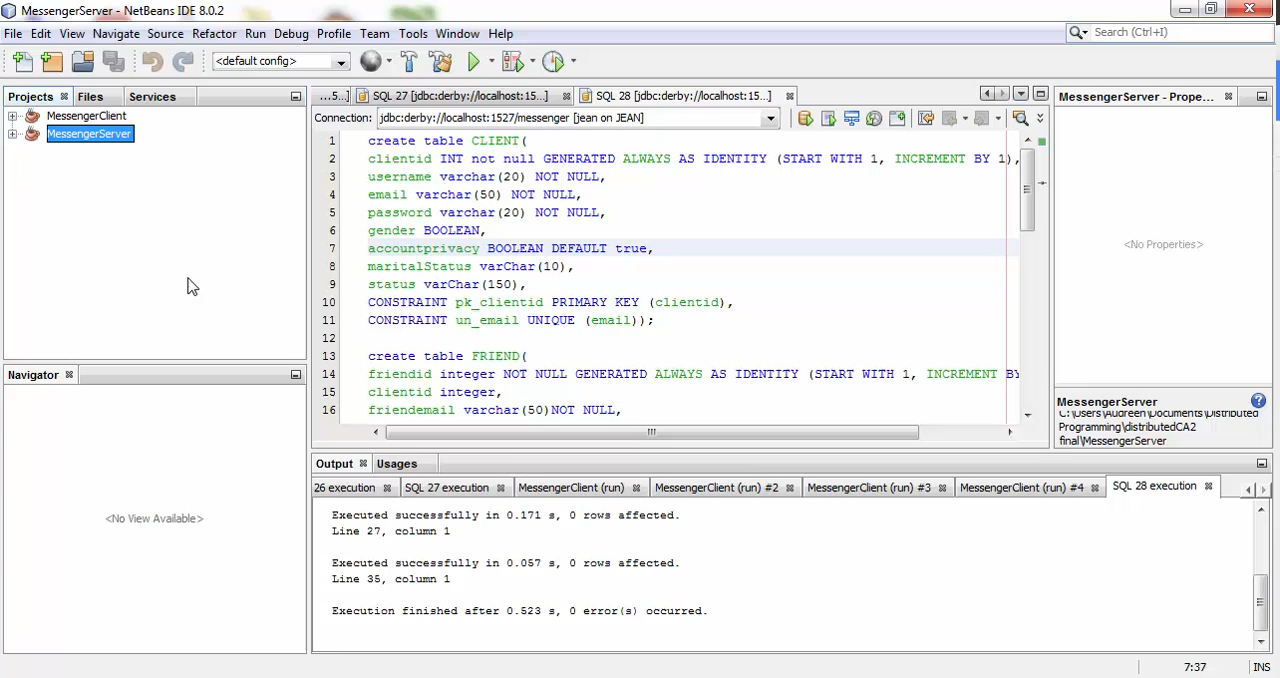 MessengerServer - NetBeans IDE 8.0.2
File Edit View Navigate Source Refactor Run Debug Profile Team Tools Window Help
Search (Ctrl+I)
<default config>
Projects Files Services
...5...] SQL 27 [jdbc:derby://localhost:15...] SQL 28 [jdbc:derby://localhost:15...]
MessengerServer - Prope...
MessengerClient
MessengerServer
Connection: jdbc:derby://localhost:1527/messenger [jean on JEAN]
1 create table CLIENT(
2 clientid INT not null GENERATED ALWAYS AS IDENTITY (START WITH 1, INCREMENT BY 1),
3 username varchar(20) NOT NULL,
4 email varchar(50) NOT NULL,
5 password varchar(20) NOT NULL,
6 gender BOOLEAN,
7 accountprivacy BOOLEAN DEFAULT true,
8 maritalStatus varChar(10),
9 status varChar(150),
10 CONSTRAINT pk_clientid PRIMARY KEY (clientid),
11 CONSTRAINT un_email UNIQUE (email));
12
13 create table FRIEND(
14 friendid integer NOT NULL GENERATED ALWAYS AS IDENTITY (START WITH 1, INCREMENT BY
15 clientid integer,
16 friendemail varchar(50)NOT NULL,
<No Properties>
MessengerServer
C:\Users\Audreen\Documents\Distributed
Programming\distributedCA2
final\MessengerServer
Navigator
<No View Available>
Output Usages
26 execution SQL 27 execution MessengerClient (run) MessengerClient (run) #2 MessengerClient (run) #3 MessengerClient (run) #4 SQL 28 execution
Executed successfully in 0.171 s, 0 rows affected.
Line 27, column 1
Executed successfully in 0.057 s, 0 rows affected.
Line 35, column 1
Execution finished after 0.523 s, 0 error(s) occurred.
7:37 INS